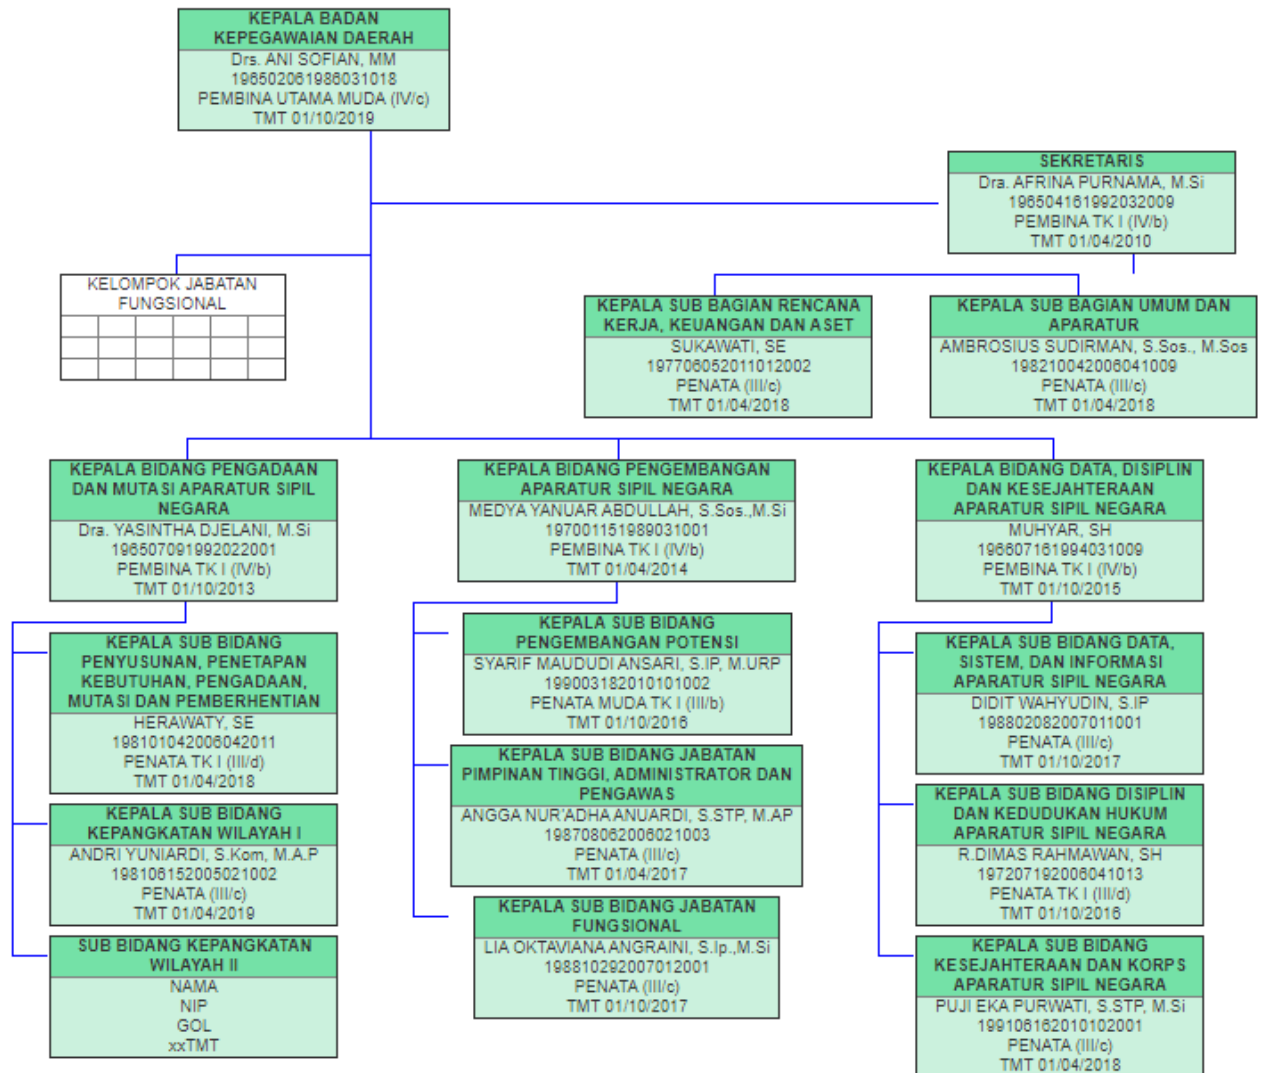 KEPALA BADAN
KEPEGAWAIAN DAERAH
Drs. ANI SOFIAN, MM
196502061986031018
PEMBINA UTAMA MUDA (IV/c)
TMT 01/10/2019
SEKRETARIS
Dra. AFRINA PURNAMA, M.Si
196504161992032009
PEMBINA TK I (IV/b)
TMT 01/04/2010
KELOMPOK JABATAN
FUNGSIONAL
KEPALA SUB BAGIAN RENCANA
KERJA, KEUANGAN DAN ASET
SUKAWATI, SE
197706052011012002
PENATA (III/c)
TMT 01/04/2018
KEPALA SUB BAGIAN UMUM DAN
APARATUR
AMBROSIUS SUDIRMAN, S.Sos., M.Sos
198210042006041009
PENATA (III/c)
TMT 01/04/2018
KEPALA BIDANG PENGADAAN
DAN MUTASI APARATUR SIPIL
NEGARA
Dra. YASINTHA DJELANI, M.Si
196507091992022001
PEMBINA TK I (IV/b)
TMT 01/10/2013
KEPALA SUB BIDANG
PENYUSUNAN, PENETAPAN
KEBUTUHAN, PENGADAAN,
MUTASI DAN PEMBERHENTIAN
HERAWATY, SE
198101042006042011
PENATA TK I (III/d)
TMT 01/04/2018
KEPALA SUB BIDANG
KEPANGKATAN WILAYAH I
ANDRI YUNIARDI, S.Kom, M.A.P
198106152005021002
PENATA (III/c)
TMT 01/04/2019
SUB BIDANG KEPANGKATAN
WILAYAH II
NAMA
NIP
GOL
xxTMT
KEPALA BIDANG PENGEMBANGAN
APARATUR SIPIL NEGARA
MEDYA YANUAR ABDULLAH, S.Sos.,M.Si
197001151989031001
PEMBINA TK I (IV/b)
TMT 01/04/2014
KEPALA SUB BIDANG
PENGEMBANGAN POTENSI
SYARIF MAUDUDI ANSARI, S.IP, M.URP
199003182010101002
PENATA MUDA TK I (III/b)
TMT 01/10/2016
KEPALA SUB BIDANG JABATAN
PIMPINAN TINGGI, ADMINISTRATOR DAN
PENGAWAS
ANGGA NUR'ADHA ANUARDI, S.STP, M.AP
198708062006021003
PENATA (III/c)
TMT 01/04/2017
KEPALA SUB BIDANG JABATAN
FUNGSIONAL
LIA OKTAVIANA ANGRAINI, S.Ip.,M.Si
198810292007012001
PENATA (III/c)
TMT 01/10/2017
KEPALA BIDANG DATA, DISIPLIN
DAN KESEJAHTERAAN
APARATUR SIPIL NEGARA
MUHYAR, SH
196607161994031009
PEMBINA TK I (IV/b)
TMT 01/10/2015
KEPALA SUB BIDANG DATA,
SISTEM, DAN INFORMASI
APARATUR SIPIL NEGARA
DIDIT WAHYUDIN, S.IP
198802082007011001
PENATA (III/c)
TMT 01/10/2017
KEPALA SUB BIDANG DISIPLIN
DAN KEDUDUKAN HUKUM
APARATUR SIPIL NEGARA
R.DIMAS RAHMAWAN, SH
197207192006041013
PENATA TK I (III/d)
TMT 01/10/2016
KEPALA SUB BIDANG
KESEJAHTERAAN DAN KORPS
APARATUR SIPIL NEGARA
PUJI EKA PURWATI, S.STP, M.Si
199106162010102001
PENATA (III/c)
TMT 01/04/2018